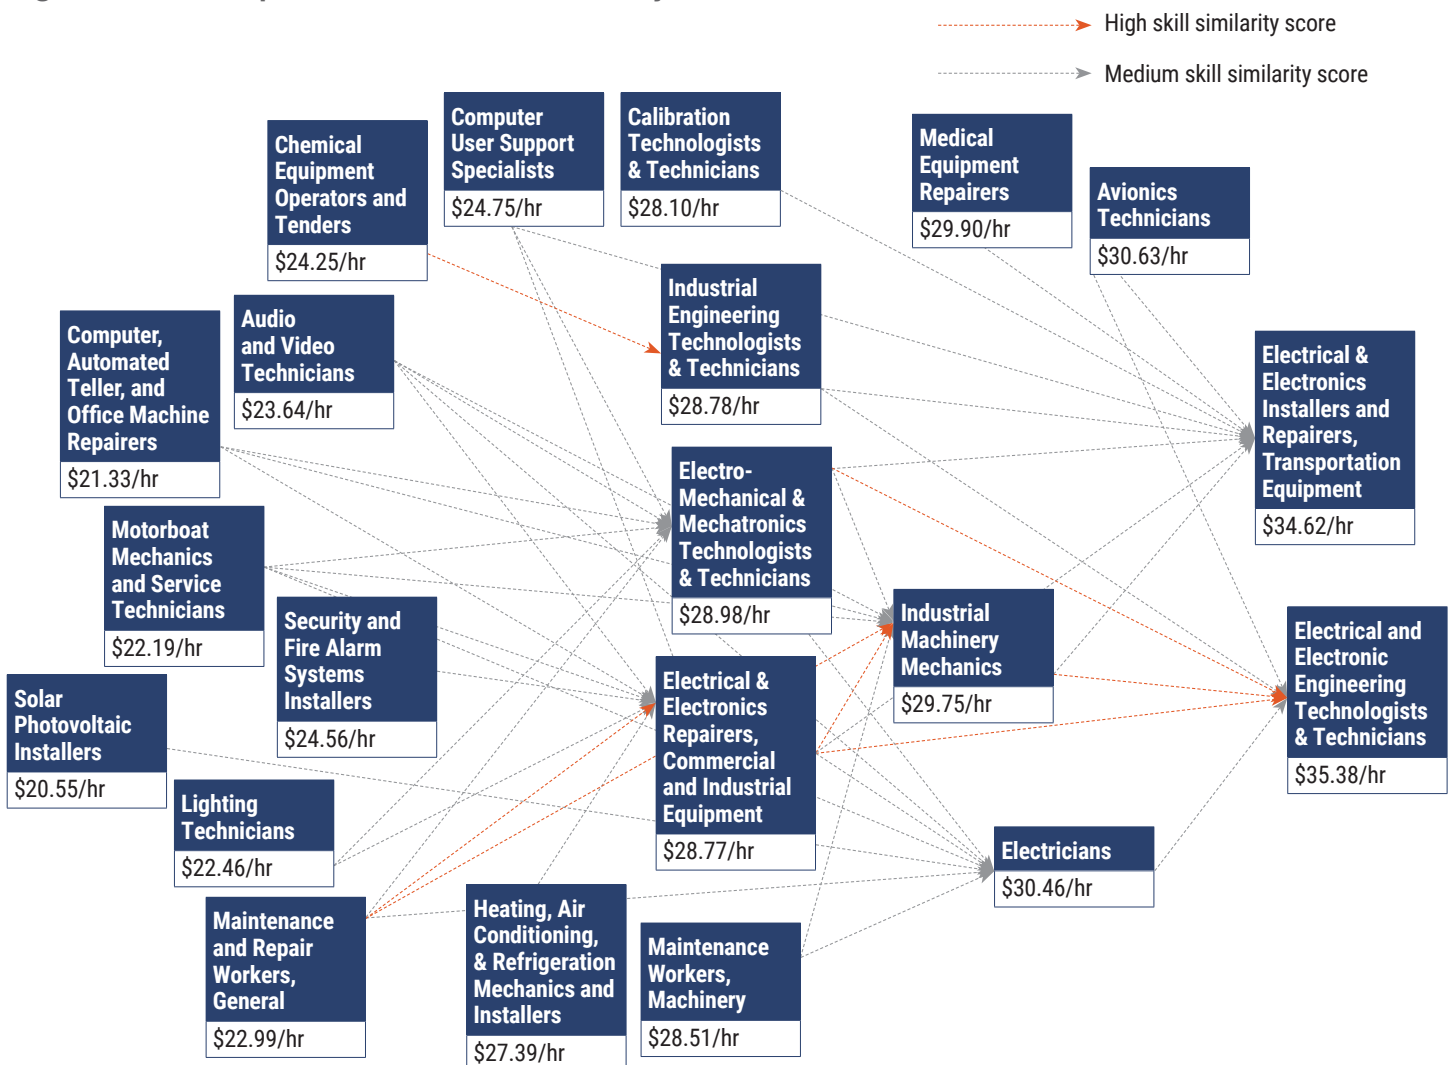 High skill similarity score
Medium skill similarity score
Computer
User Support
Specialists
$24.75/hr
Calibration
Technologists
& Technicians
$28.10/hr
Medical
Equipment
Repairers
$29.90/hr
Chemical
Equipment
Operators and
Tenders
$24.25/hr
Avionics
Technicians
$30.63/hr
Industrial
Engineering
Technologists
& Technicians
$28.78/hr
Audio
and Video
Technicians
$23.64/hr
Computer,
Automated
Teller, and
Office Machine
Repairers
$21.33/hr
Electrical &
Electronics
Installers and
Repairers,
Transportation
Equipment
$34.62/hr
Electro-
Mechanical &
Mechatronics
Technologists
& Technicians
$28.98/hr
Motorboat
Mechanics
and Service
Technicians
$22.19/hr
Security and
Fire Alarm
Systems
Installers
$24.56/hr
Industrial
Machinery
Mechanics
$29.75/hr
Electrical and
Electronic
Engineering
Technologists
& Technicians
$35.38/hr
Electrical &
Electronics
Repairers,
Commercial
and Industrial
Equipment
$28.77/hr
Solar
Photovoltaic
Installers
$20.55/hr
Lighting
Technicians
$22.46/hr
Electricians
$30.46/hr
Maintenance
and Repair
Workers,
General
$22.99/hr
Heating, Air
Conditioning,
& Refrigeration
Mechanics and
Installers
$27.39/hr
Maintenance
Workers,
Machinery
$28.51/hr